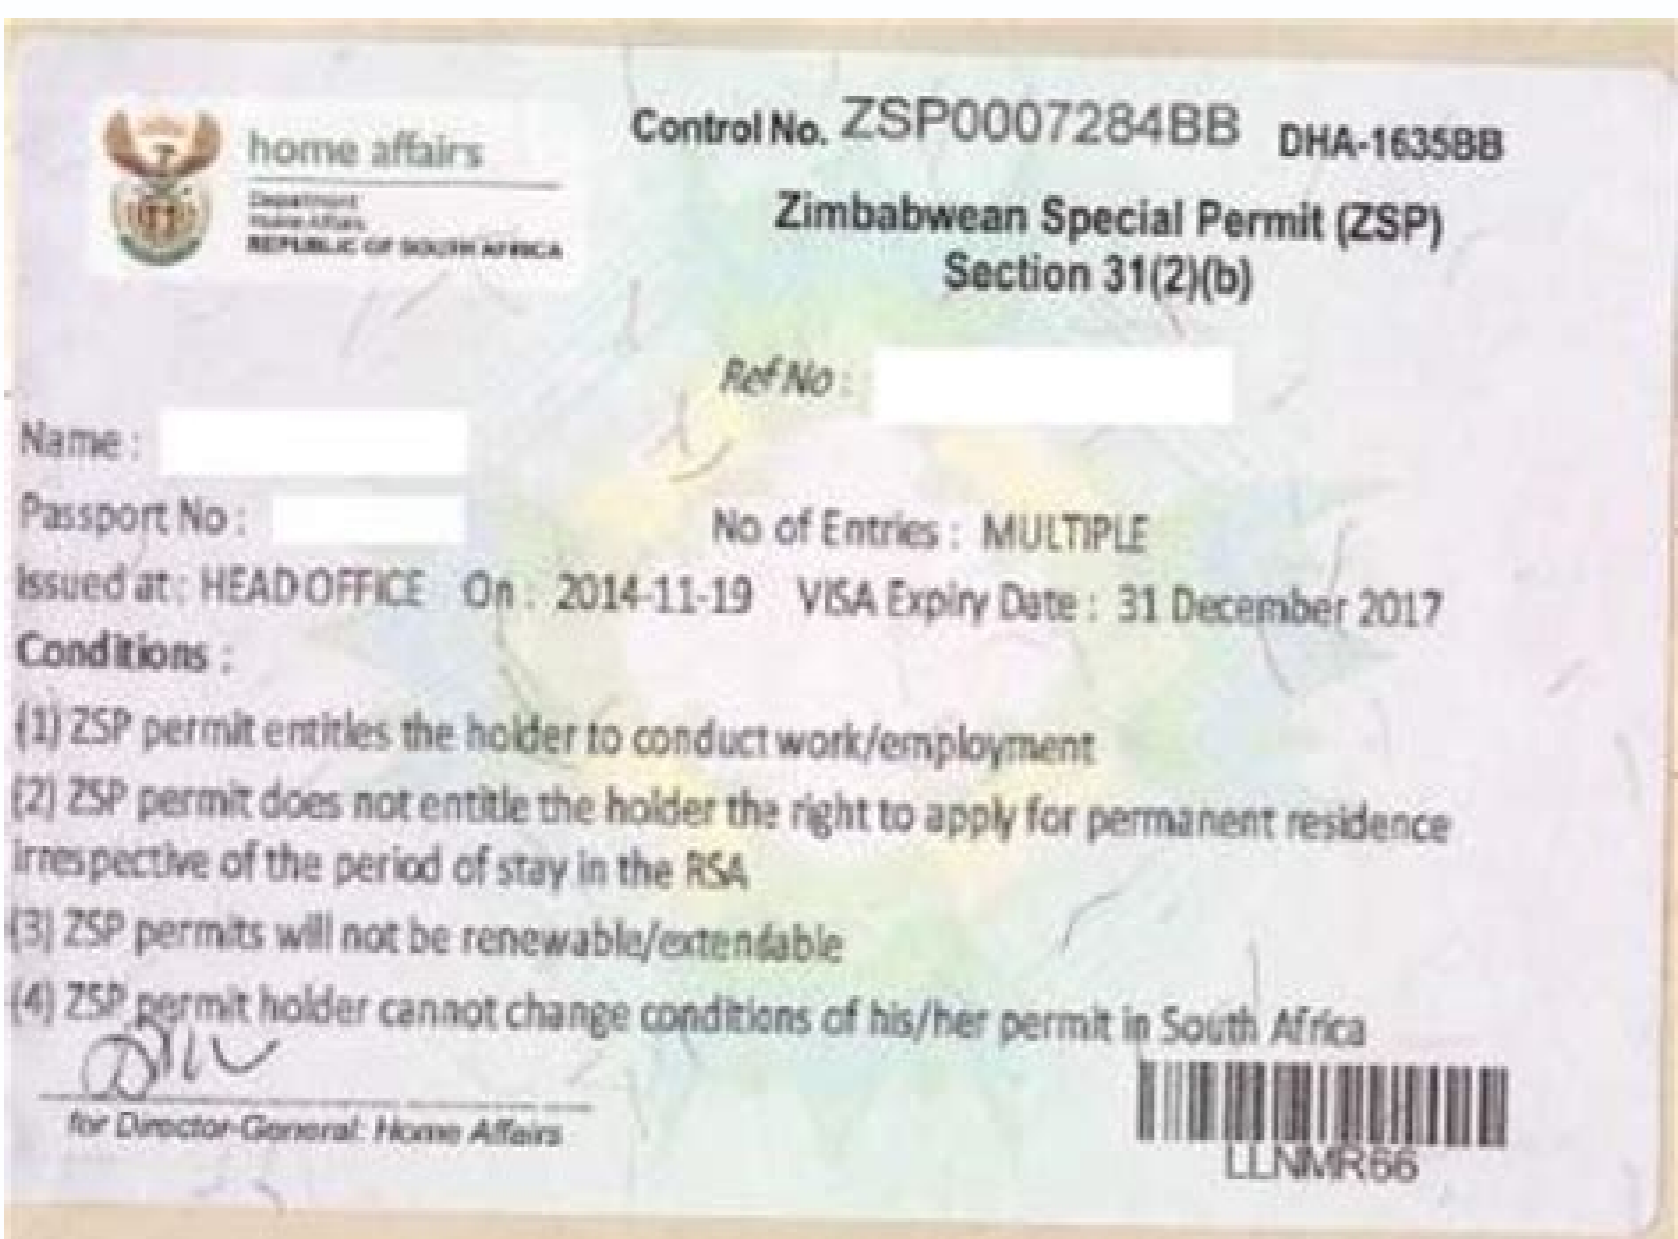 home affairs
Department
Home Affairs
REPUBLIC OF SOUTH AFRICA
Control No. ZSP0007284BB DHA-1635BB
Zimbabwean Special Permit (ZSP)
Section 31(2)(b)
Ref No :
Name :
Passport No :
No of Entries : MULTIPLE
Issued at : HEAD OFFICE On : 2014-11-19 VISA Expiry Date : 31 December 2017
Conditions :
(1) ZSP permit entitles the holder to conduct work/employment
(2) ZSP permit does not entitle the holder the right to apply for permanent residence
irrespective of the period of stay in the RSA
(3) ZSP permits will not be renewable/extendable
(4) ZSP permit holder cannot change conditions of his/her permit in South Africa
for Director-General: Home Affairs
LLNMR66